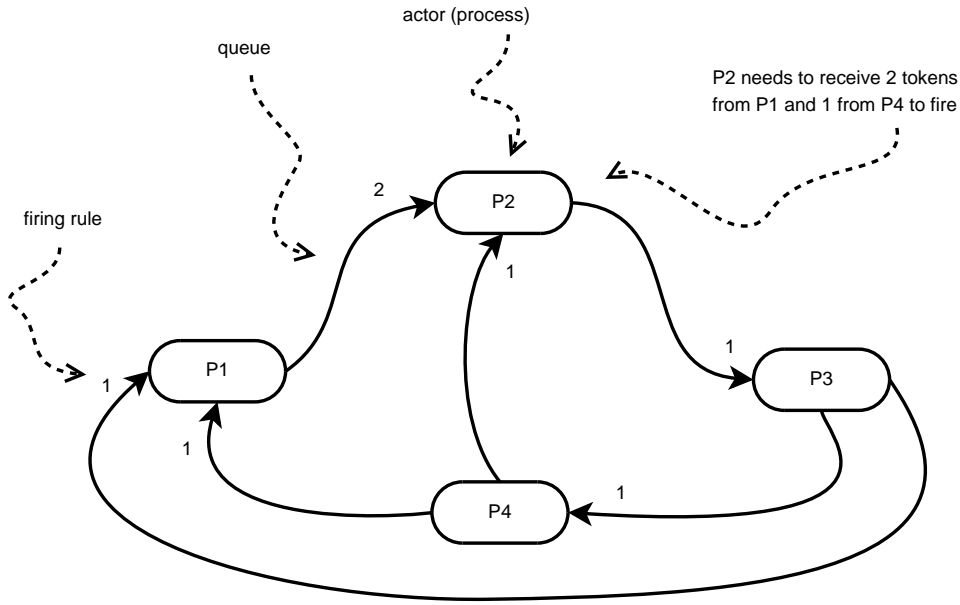 actor (process)
queue
P2 needs to receive 2 tokens
from P1 and 1 from P4 to fire
2
P2
firing rule
1
1
P1
P3
1
1
1
P4